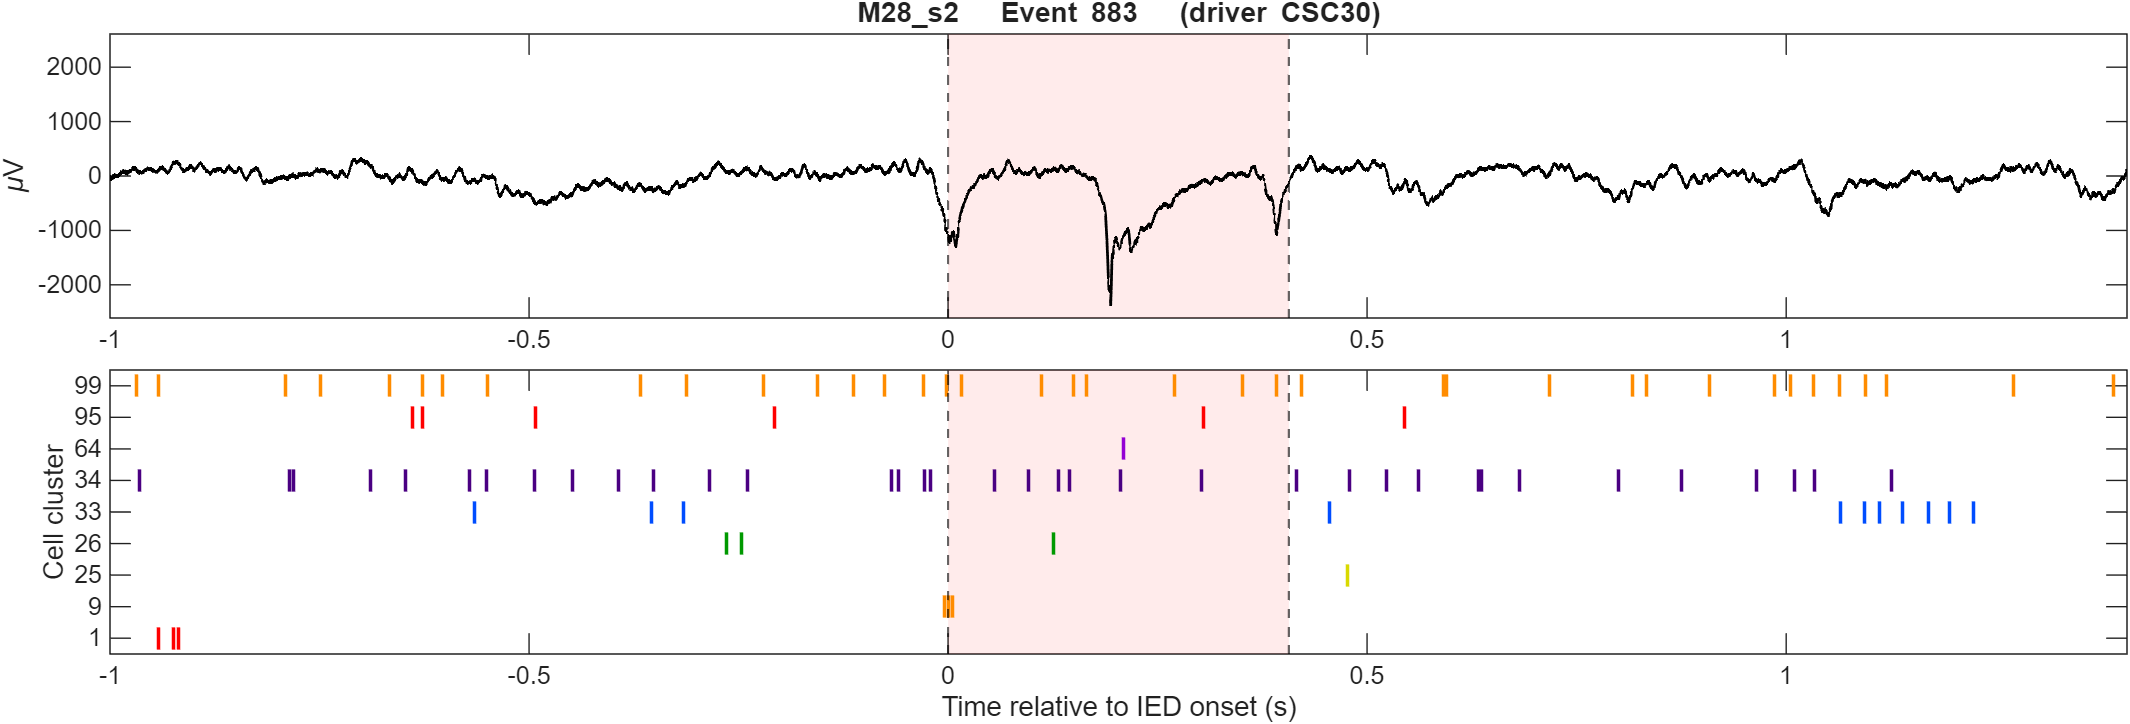 M28_s2 Event 883 (driver CSC30)
2000
1000
0
-1000
-2000
µV
-1 -0.5 0 0.5 1
99
95
64
34
33
26
25
9
1
Cell cluster
-1 -0.5 0 0.5 1
Time relative to IED onset (s)